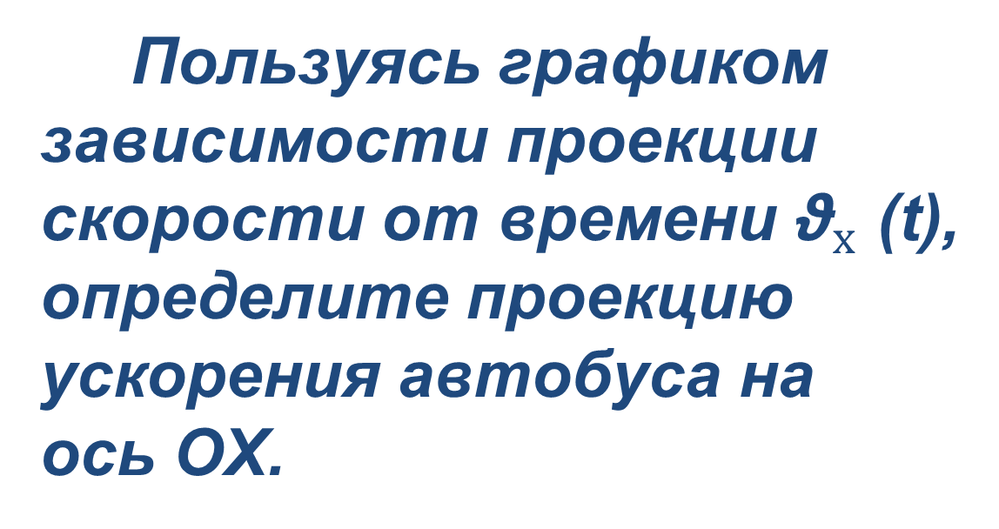 Пользуясь графиком
зависимости проекции
скорости от времени ϑₓ (t),
определите проекцию
ускорения автобуса на
ось ОХ.